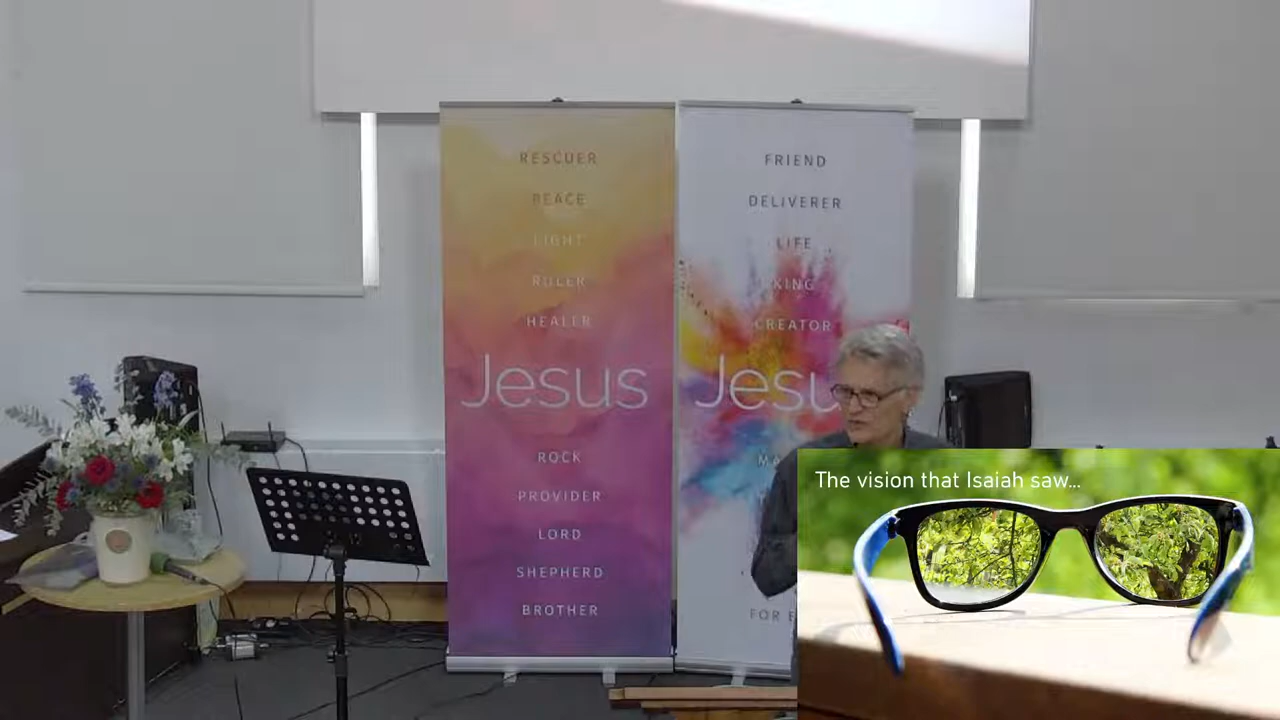 RESCUER
PEACE
LIGHT
RULER
HEALER
Jesus
ROCK
PROVIDER
LORD
SHEPHERD
BROTHER
FRIEND
DELIVERER
LIFE
KING
CREATOR
Jesu
FOR
The vision that Isaiah saw...